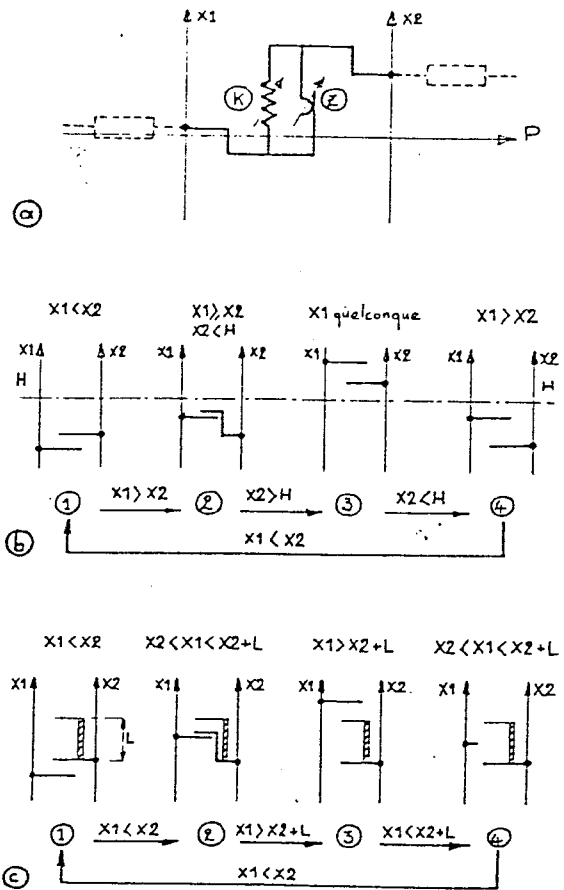 X1 X2
K Z
P
a
X1<X2 X1⩾X2 X1 quelconque X1>X2
X2<H
X1 X2 X1 X2 X1 X2 X1 X2
H H
1 X1>X2 2 X2>H 3 X2<H 4
X1<X2
b
X1<X2 X2<X1<X2+L X1>X2+L X2<X1<X2+L
X1 X2 X1 X2 X1 X2 X1 X2
L
1 X1<X2 2 X1>X2+L 3 X1<X2+L 4
X1<X2
c